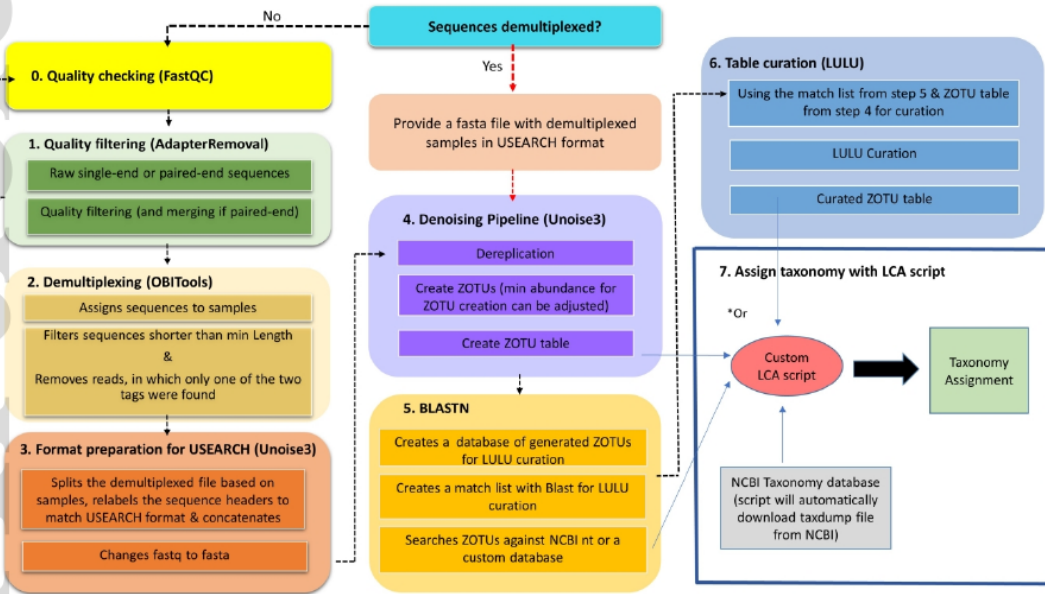 No
Sequences demultiplexed?
Yes
0. Quality checking (FastQC)
1. Quality filtering (AdapterRemoval)
Raw single-end or paired-end sequences
Quality filtering (and merging if paired-end)
2. Demultiplexing (OBITools)
Assigns sequences to samples
Filters sequences shorter than min Length
&
Removes reads, in which only one of the two
tags were found
3. Format preparation for USEARCH (Unoise3)
Splits the demultiplexed file based on
samples, relabels the sequence headers to
match USEARCH format & concatenates
Changes fastq to fasta
Provide a fasta file with demultiplexed
samples in USEARCH format
4. Denoising Pipeline (Unoise3)
Dereplication
Create ZOTUs (min abundance for
ZOTU creation can be adjusted)
Create ZOTU table
5. BLASTN
Creates a database of generated ZOTUs
for LULU curation
Creates a match list with Blast for LULU
curation
Searches ZOTUs against NCBI nt or a
custom database
6. Table curation (LULU)
Using the match list from step 5 & ZOTU table
from step 4 for curation
LULU Curation
Curated ZOTU table
7. Assign taxonomy with LCA script
*Or
Custom
LCA script
Taxonomy
Assignment
NCBI Taxonomy database
(script will automatically
download taxdump file
from NCBI)